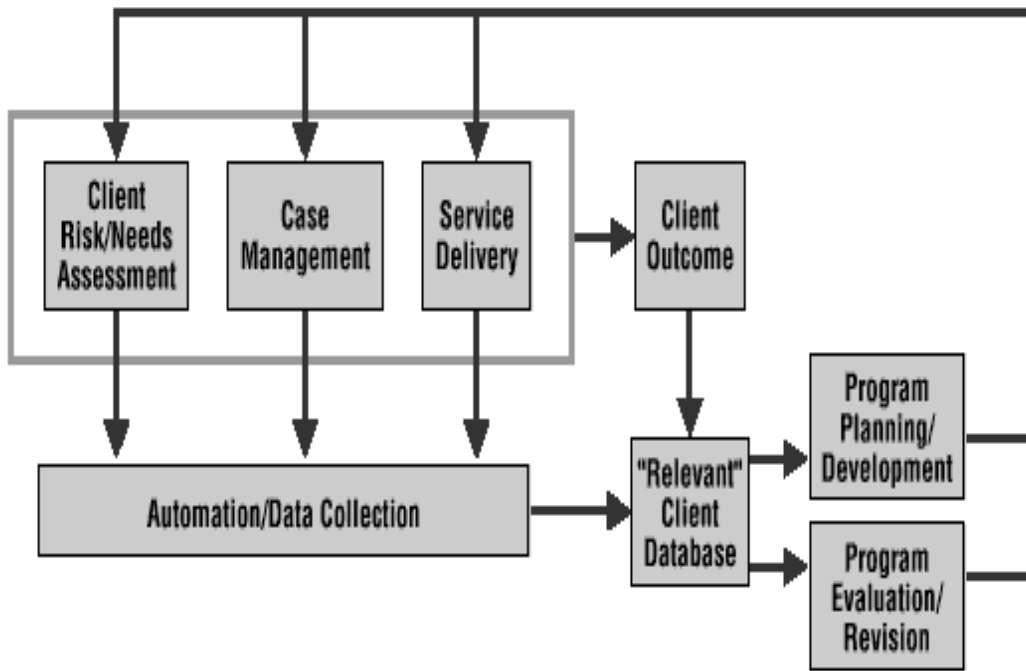 Client
Risk/Needs
Assessment
Case
Management
Service
Delivery
Client
Outcome
Automation/Data Collection
"Relevant"
Client
Database
Program
Planning/
Development
Program
Evaluation/
Revision